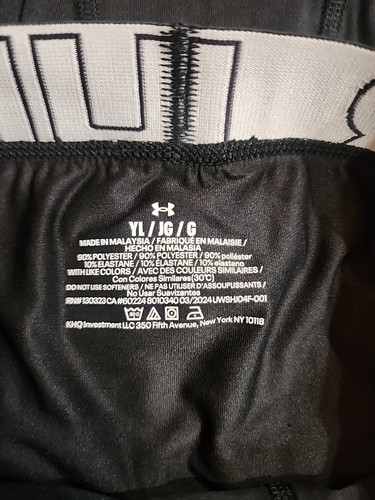 YL / JG / G
MADE IN MALAYSIA / FABRIQUÉ EN MALAISIE /
HECHO EN MALASIA
90% POLYESTER / 90% POLYESTER / 90% poliéster
10% ELASTANE / 10% ELASTANE / 10% elastano
WITH LIKE COLORS / AVEC DES COULEURS SIMILAIRES /
Con Colores Similares(30°C)
DO NOT USE SOFTENERS / NE PAS UTILISER D'ASSOUPLISSANTS /
No Usar Suavizantes
RN# 130323 CA #60224 8010340 03/2024 UWSHJ04F-001
KHQ Investment LLC 350 Fifth Avenue, New York NY 10118